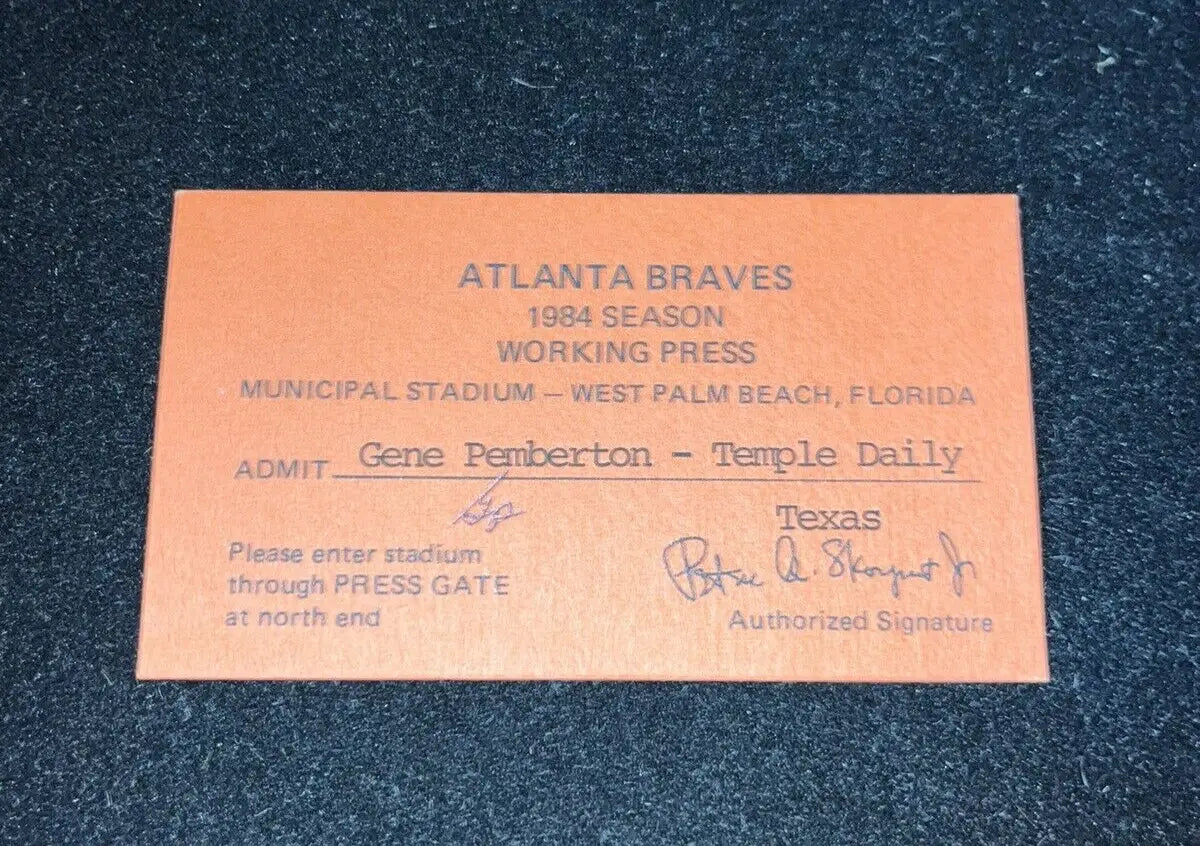 ATLANTA BRAVES
1984 SEASON
WORKING PRESS
MUNICIPAL STADIUM – WEST PALM BEACH, FLORIDA
ADMIT Gene Pemberton - Temple Daily
Texas
Please enter stadium
through PRESS GATE
at north end
A. Jr
Authorized Signature